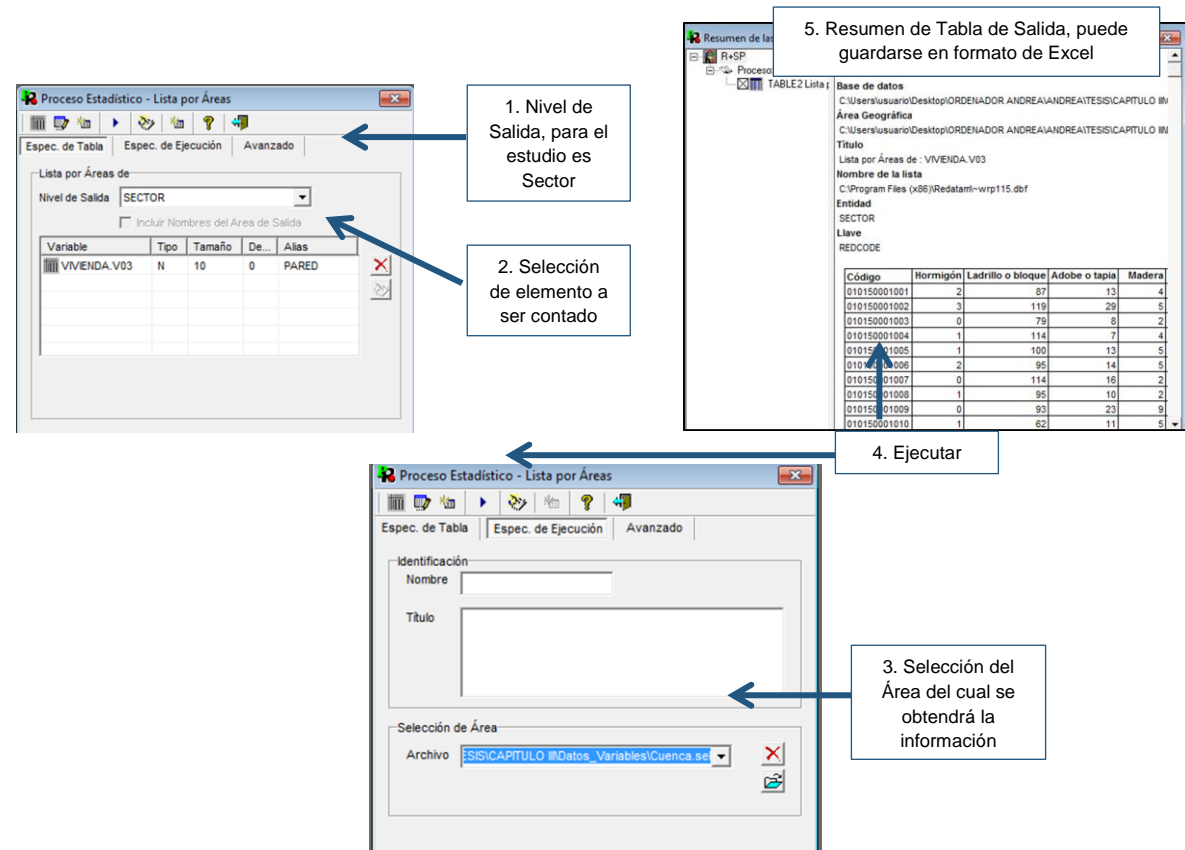 Proceso Estadístico - Lista por Áreas
Espec. de Tabla Espec. de Ejecución Avanzado
Lista por Áreas de
Nivel de Salida SECTOR
Incluir Nombres del Area de Salida
Variable Tipo Tamaño De... Alias
VIVIENDA.V03 N 10 0 PARED
1. Nivel de
Salida, para el
estudio es
Sector
2. Selección
de elemento a
ser contado
5. Resumen de Tabla de Salida, puede
guardarse en formato de Excel
Resumen de las
R+SP
Proceso
TABLE2 Lista p
Base de datos
C:\Users\usuario\Desktop\ORDENADOR ANDREA\ANDREA\TESIS\CAPITULO III\
Área Geográfica
C:\Users\usuario\Desktop\ORDENADOR ANDREA\ANDREA\TESIS\CAPITULO III\
Título
Lista por Áreas de : VIVIENDA.V03
Nombre de la lista
C:\Program Files (x86)\Redatam\~wrp115.dbf
Entidad
SECTOR
Llave
REDCODE
Código Hormigón Ladrillo o bloque Adobe o tapia Madera
010150001001 2 87 13 4
010150001002 3 119 29 5
010150001003 0 79 8 2
010150001004 1 114 7 4
010150001005 1 100 13 5
010150001006 2 95 14 5
010150001007 0 114 16 2
010150001008 1 95 10 2
010150001009 0 93 23 9
010150001010 1 62 11 5
4. Ejecutar
Proceso Estadístico - Lista por Áreas
Espec. de Tabla Espec. de Ejecución Avanzado
Identificación
Nombre
Título
Selección de Área
Archivo ESIS\CAPITULO III\Datos_Variables\Cuenca.sel
3. Selección del
Área del cual se
obtendrá la
información